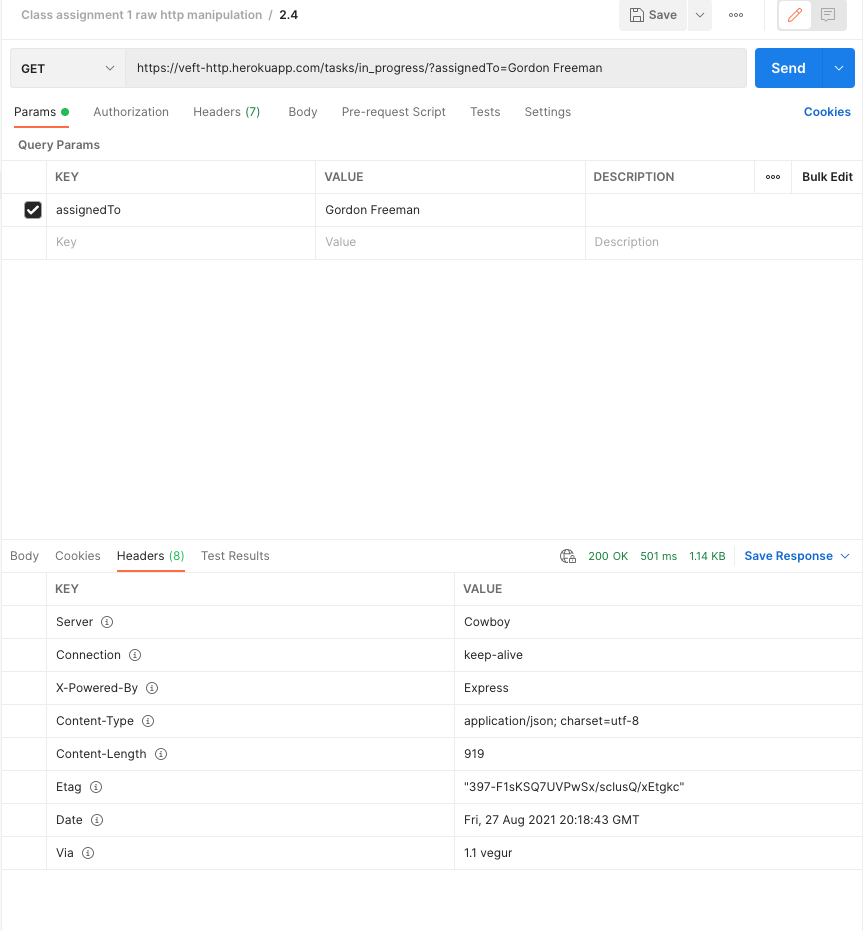 Class assignment 1 raw http manipulation / 2.4 Save
GET https://veft-http.herokuapp.com/tasks/in_progress/?assignedTo=Gordon Freeman Send
Params Authorization Headers (7) Body Pre-request Script Tests Settings Cookies
Query Params
KEY VALUE DESCRIPTION Bulk Edit
assignedTo Gordon Freeman
Key Value Description
Body Cookies Headers (8) Test Results 200 OK 501 ms 1.14 KB Save Response
KEY VALUE
Server Cowboy
Connection keep-alive
X-Powered-By Express
Content-Type application/json; charset=utf-8
Content-Length 919
Etag "397-F1sKSQ7UVPwSx/sclusQ/xEtgkc"
Date Fri, 27 Aug 2021 20:18:43 GMT
Via 1.1 vegur